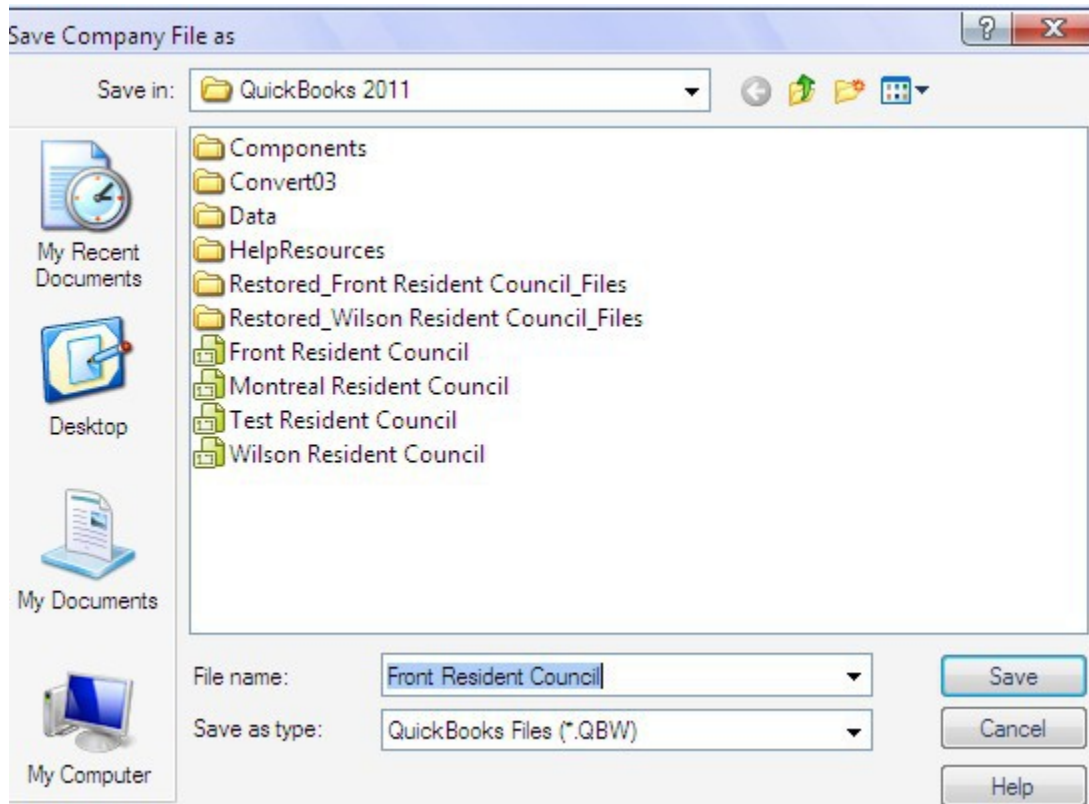 Save Company File as
Save in:
QuickBooks 2011
Components
Convert03
Data
HelpResources
Restored_Front Resident Council_Files
Restored_Wilson Resident Council_Files
Front Resident Council
Montreal Resident Council
Test Resident Council
Wilson Resident Council
My Recent
Documents
Desktop
My Documents
My Computer
File name:
Front Resident Council
Save
Save as type:
QuickBooks Files (*.QBW)
Cancel
Help